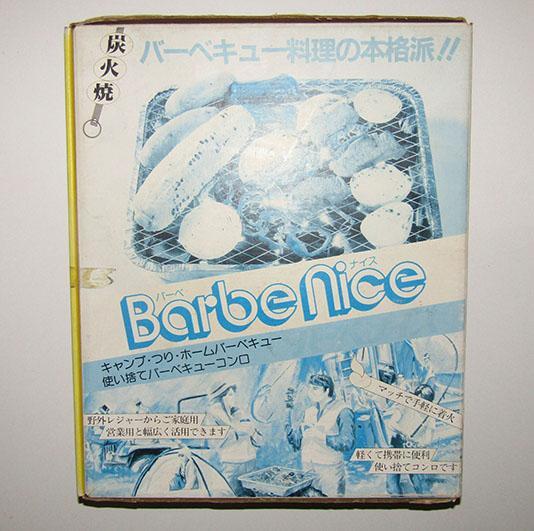 炭火焼
バーベキュー料理の本格派!!
バーベ ナイス
Barbenice
キャンプ・つり・ホームバーベキュー
使い捨てバーベキューコンロ
マッチで手軽に着火
野外レジャーからご家庭用
営業用と幅広く活用できます
軽くて携帯に便利
使い捨てコンロです